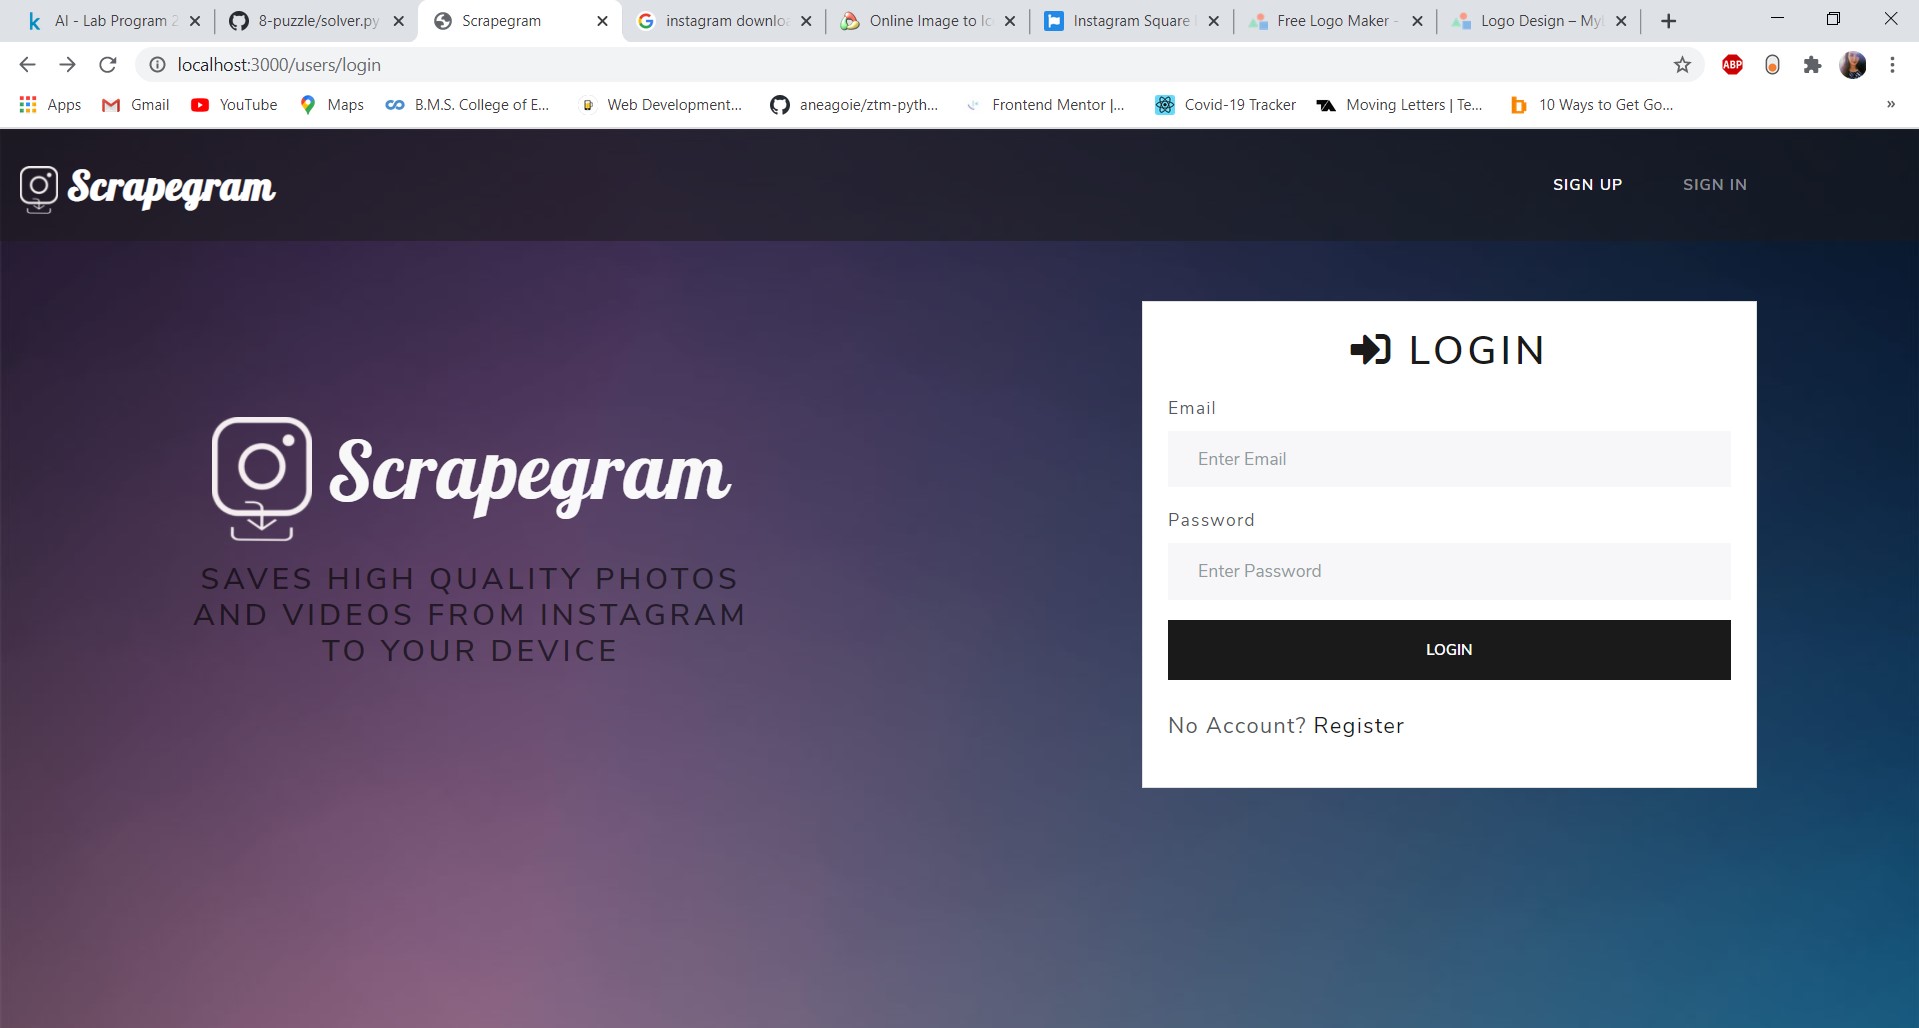 AI - Lab Program 2
8-puzzle/solver.py
Scrapegram
instagram downlo
Online Image to Ic
Instagram Square
Free Logo Maker -
Logo Design – My
localhost:3000/users/login
ABP
Apps
Gmail
YouTube
Maps
B.M.S. College of E...
Web Development...
aneagoie/ztm-pyth...
Frontend Mentor |...
Covid-19 Tracker
Moving Letters | Te...
10 Ways to Get Go...
»
Scrapegram
SIGN UP
SIGN IN
Scrapegram
SAVES HIGH QUALITY PHOTOS
AND VIDEOS FROM INSTAGRAM
TO YOUR DEVICE
LOGIN
Email
Enter Email
Password
Enter Password
LOGIN
No Account? Register